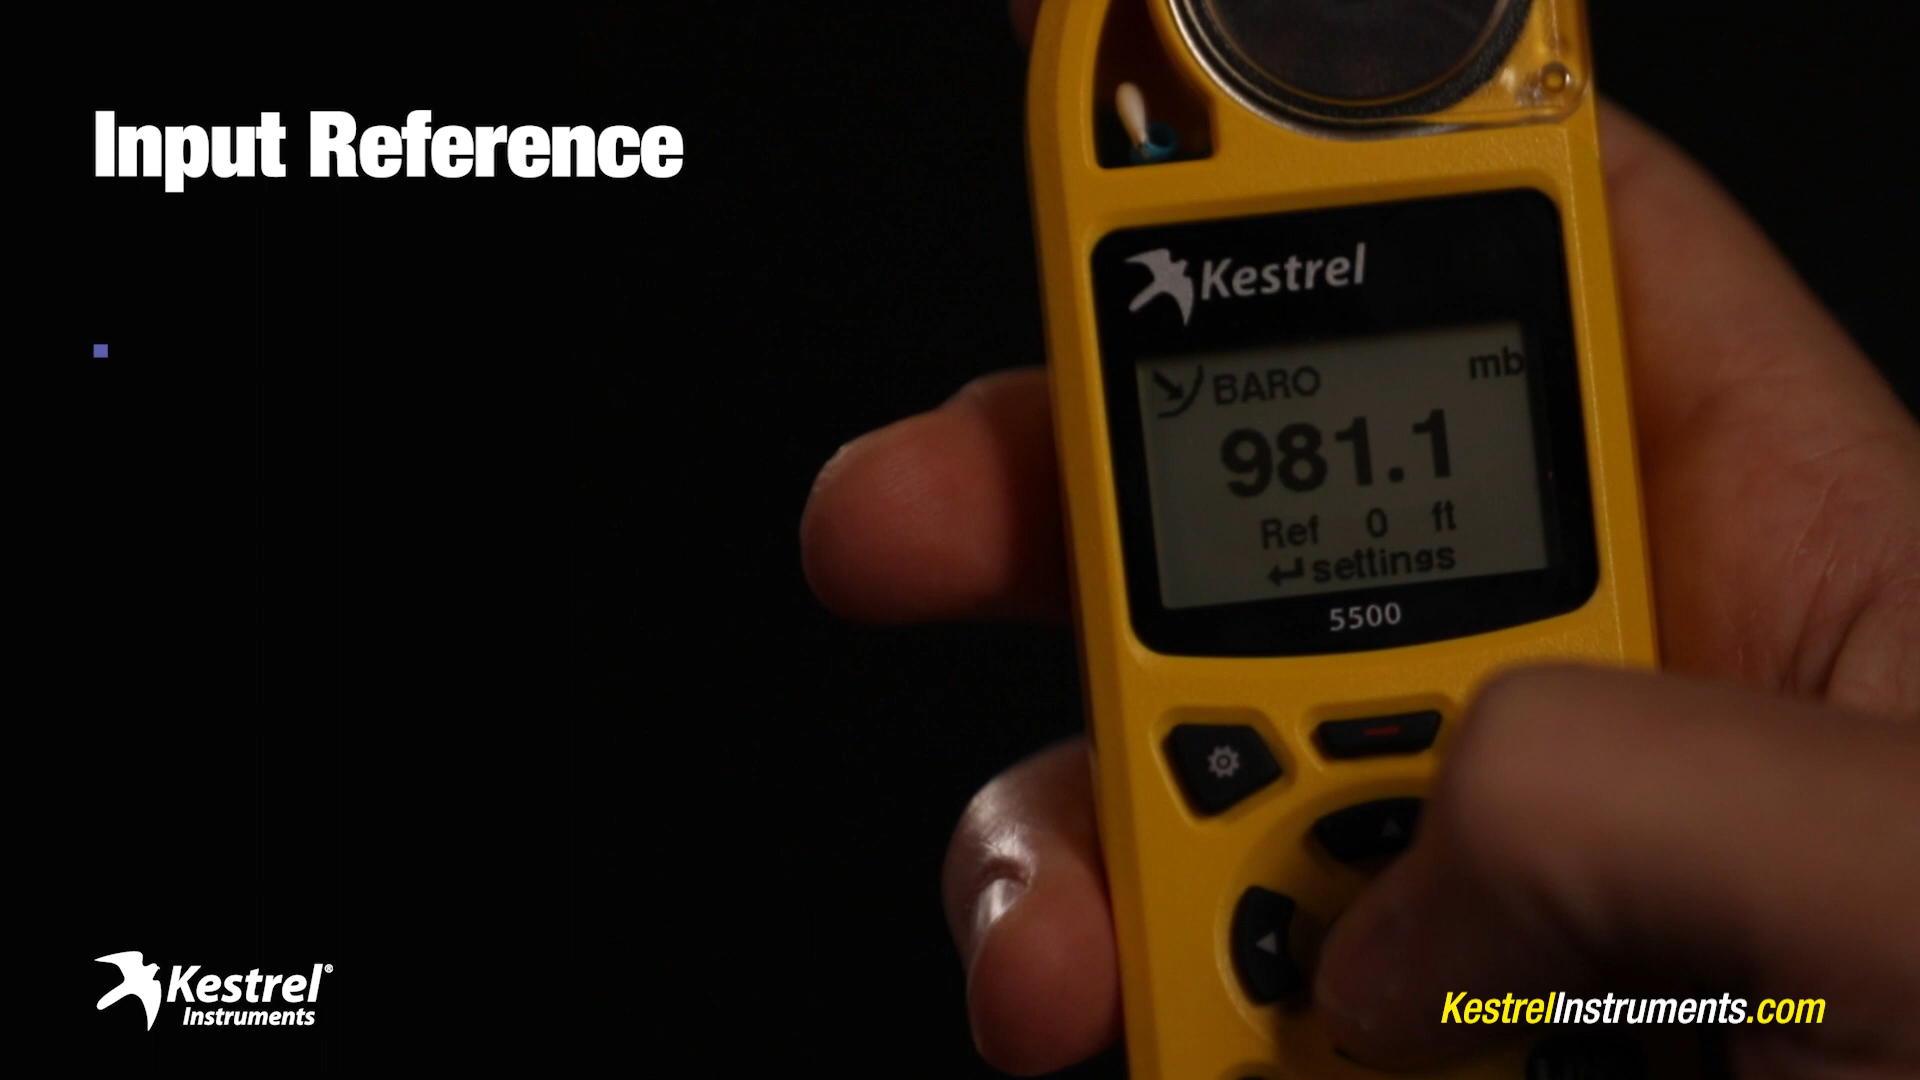 Input Reference
Kestrel
BARO mb
981.1
Ref 0 ft
settings
5500
Kestrel®
Instruments
KestrelInstruments.com